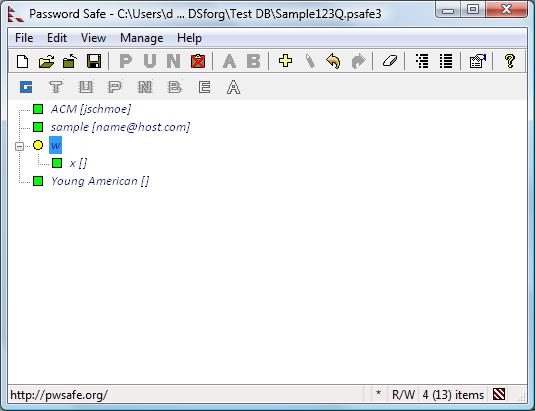 Password Safe - C:\Users\d ... DSforg\Test DB\Sample123Q.psafe3
File Edit View Manage Help
P U N A B ?
G T U P N B E A
ACM [jschmoe]
sample [name@host.com]
w
x []
Young American []
http://pwsafe.org/ * R/W 4 (13) items